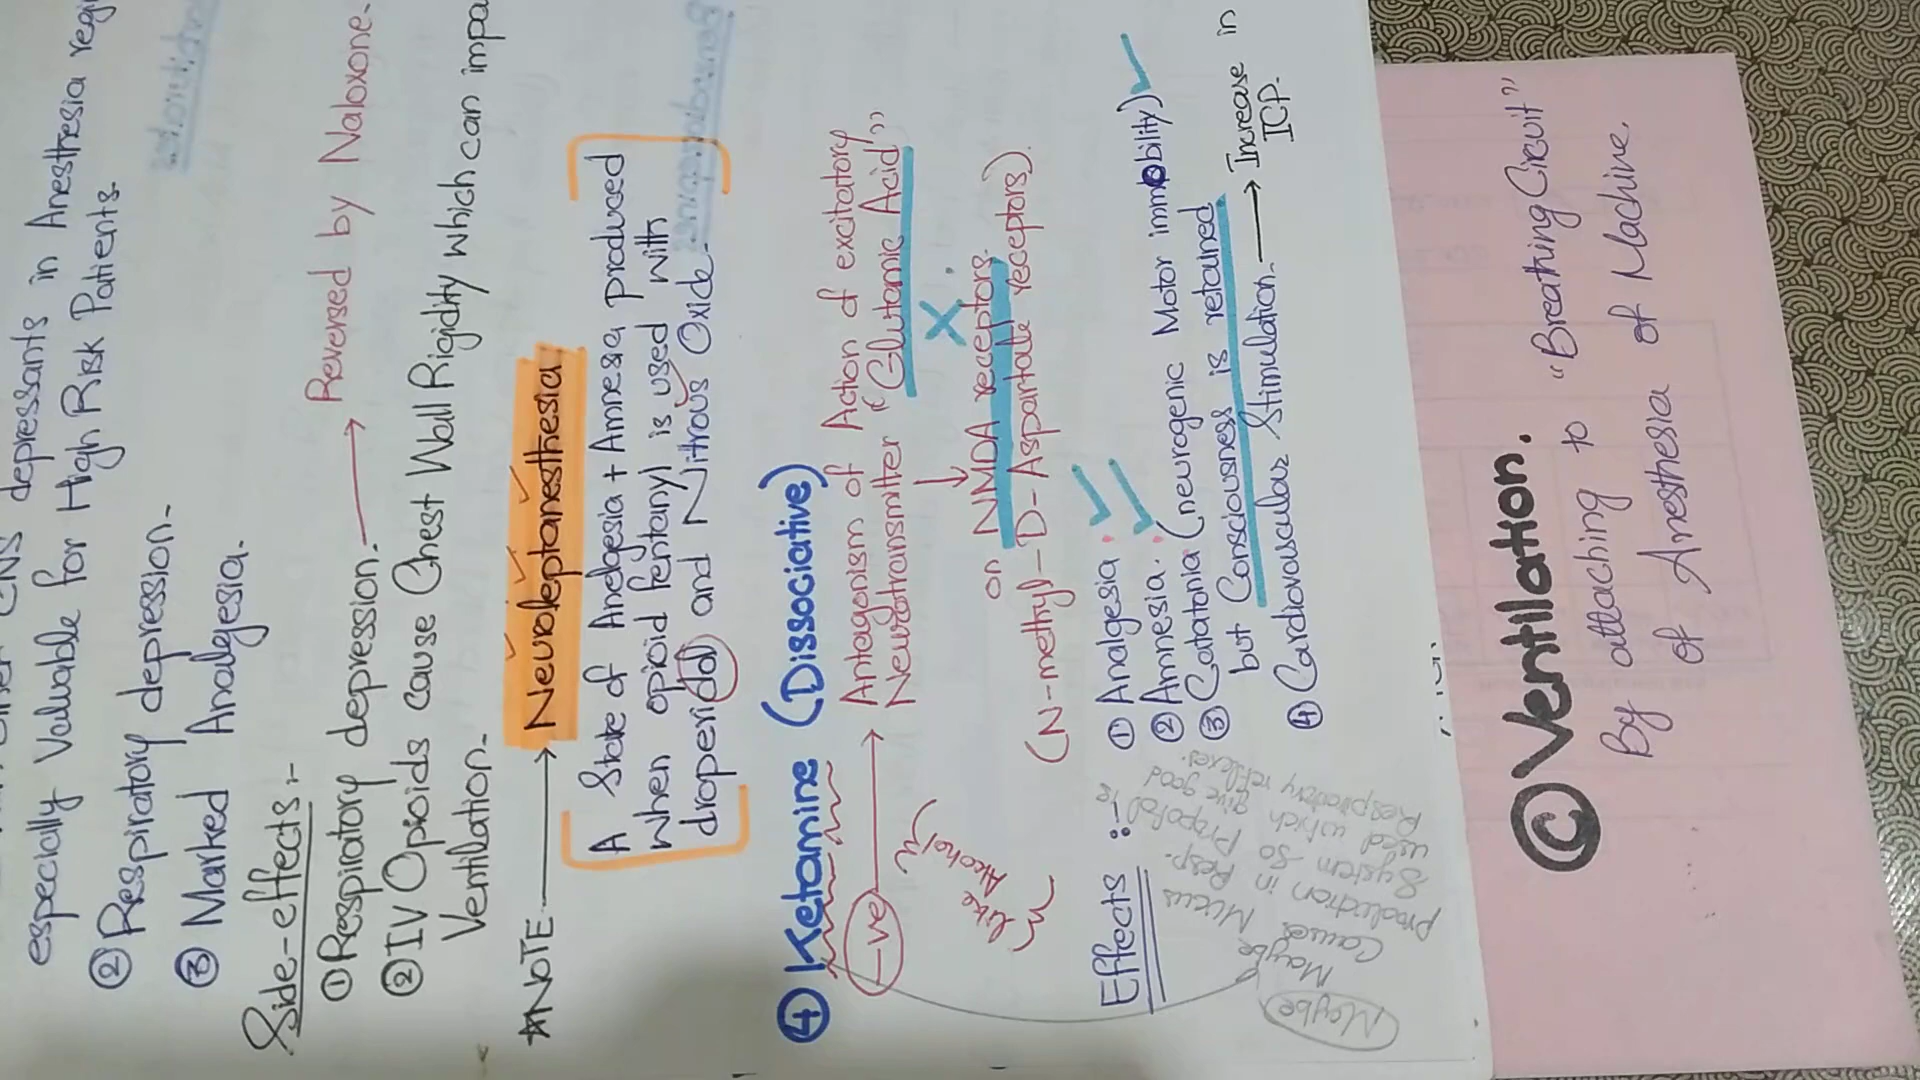 depressants in Anesthesia
especially Valuable for High Risk Patients.
② Respiratory depression.
③ Marked Analgesia.
Side-effects :-
① Respiratory depression. → Reversed by Naloxone.
② IV Opioids cause Chest Wall Rigidity which can
Ventilation.
*NOTE → Neuroleptanesthesia
A State of Analgesia + Amnesia produced
when opioid fentanyl is used with
droperidol and Nitrous Oxide.
④ Ketamine (Dissociative)
-ve → Antagonism of Action of excitatory
Neurotransmitter "Glutamic Acid"
on NMDA receptors. X
(N-methyl-D-Aspartate receptors).
like
Alcohol
Effects :- ① Analgesia :
② Amnesia.
③ Catatonia (neurogenic Motor immobility)
but Consciousness is retained.
④ Cardiovascular Stimulation. → Increase in
ICP.
Maybe
Maybe
Causes Mucus
production in Resp.
System so Propofol is
used which give good
Respiratory reflexes.
Ⓒ Ventillation.
By attaching to "Breathing Circuit"
of Anesthesia of Machine.